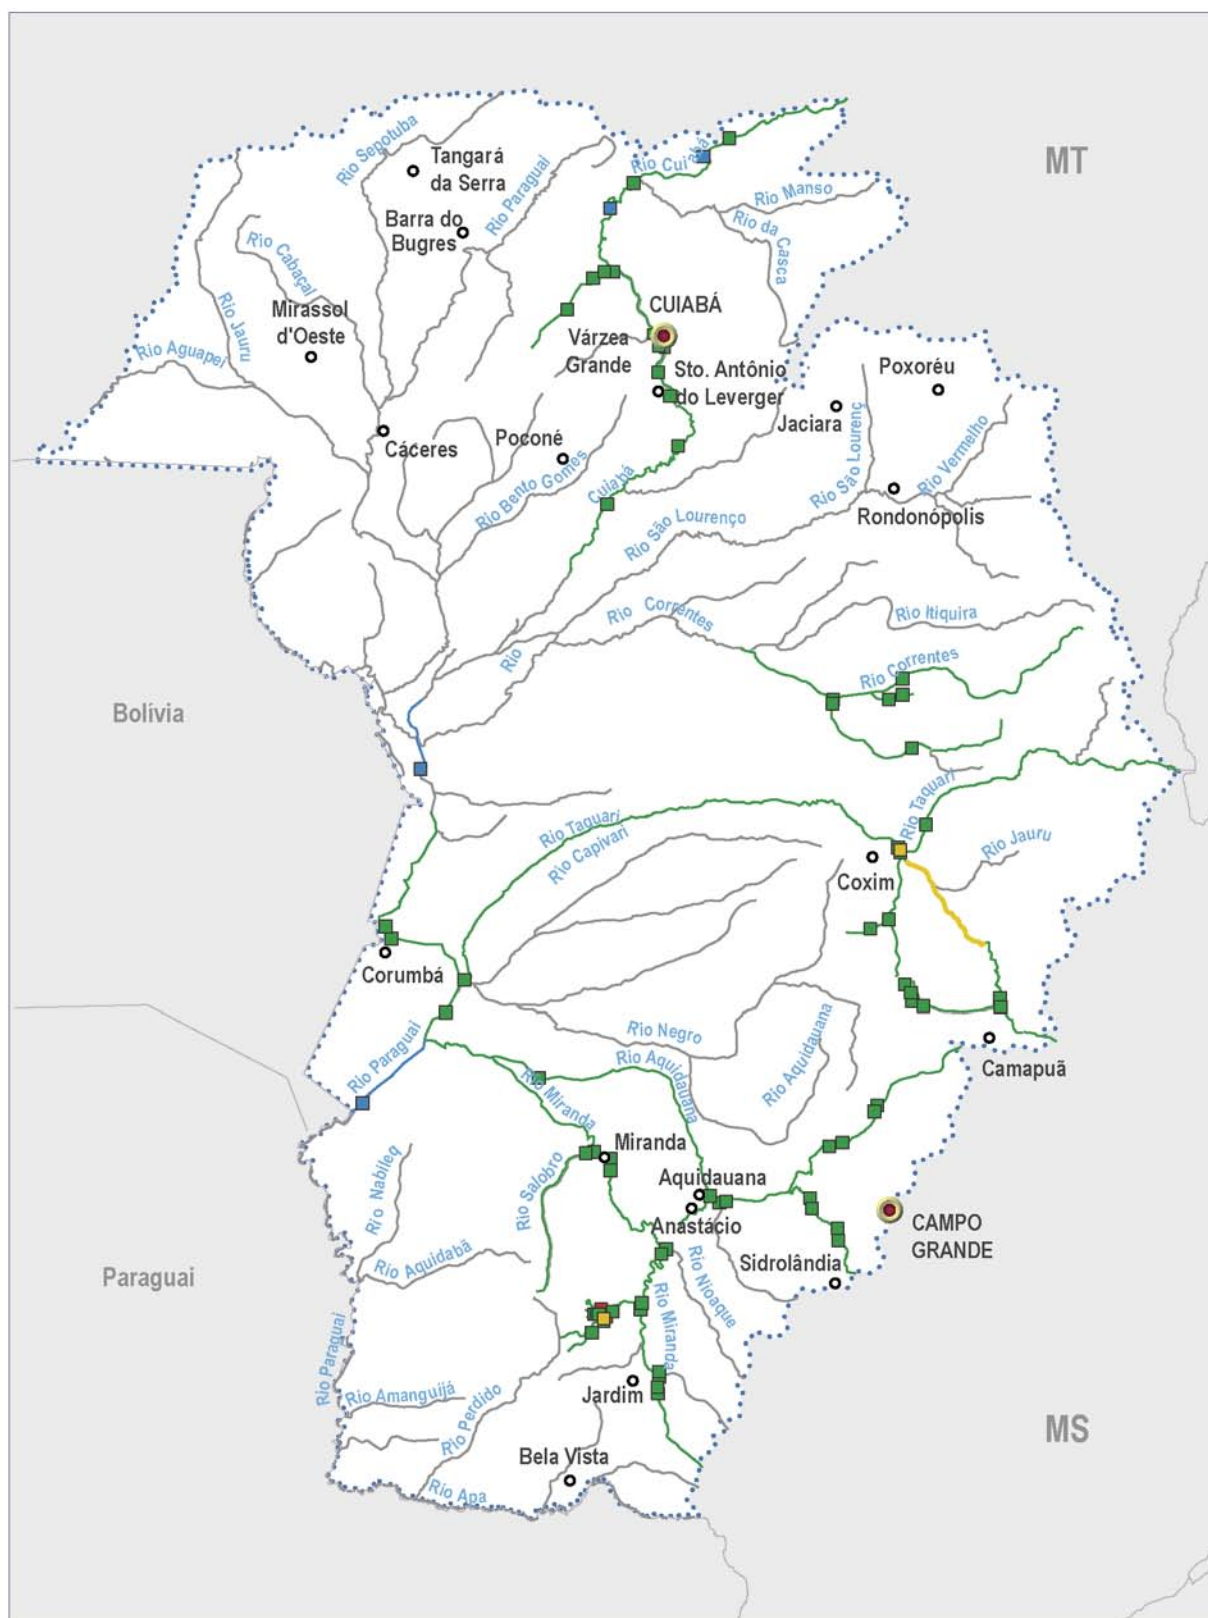 MT
Rio Sepotuba
Tangará
da Serra
Rio Paraguai
Rio Cuiabá
Rio Manso
Rio da Casca
Barra do
Bugres
Rio Cabaçal
Mirassol
d'Oeste
Rio Jauru
Rio Aguapei
CUIABÁ
Várzea
Grande
Sto. Antônio
do Leverger
Poxoréu
Jaciara
Rio São Lourenç
Rio Vermelho
Cáceres
Poconé
Rio Bento Gomes
Cuiabá
Rondonópolis
Rio São Lourenço
Rio Correntes
Rio Itiquira
Rio
Rio Correntes
Bolívia
Rio Taquari
Rio Taquari
Rio Capivari
Rio Jauru
Coxim
Corumbá
Rio Negro
Rio Paraguai
Rio Aquidauana
Rio Aquidauana
Camapuã
Rio Miranda
Miranda
Rio Salobro
Rio Nabileq
Aquidauana
Anastácio
CAMPO
GRANDE
Rio Aquidabã
Sidrolândia
Rio Nioaque
Paraguai
Rio Miranda
Rio Paraguai
Jardim
Rio Amanguijá
Rio Perdido
MS
Bela Vista
Rio Apa